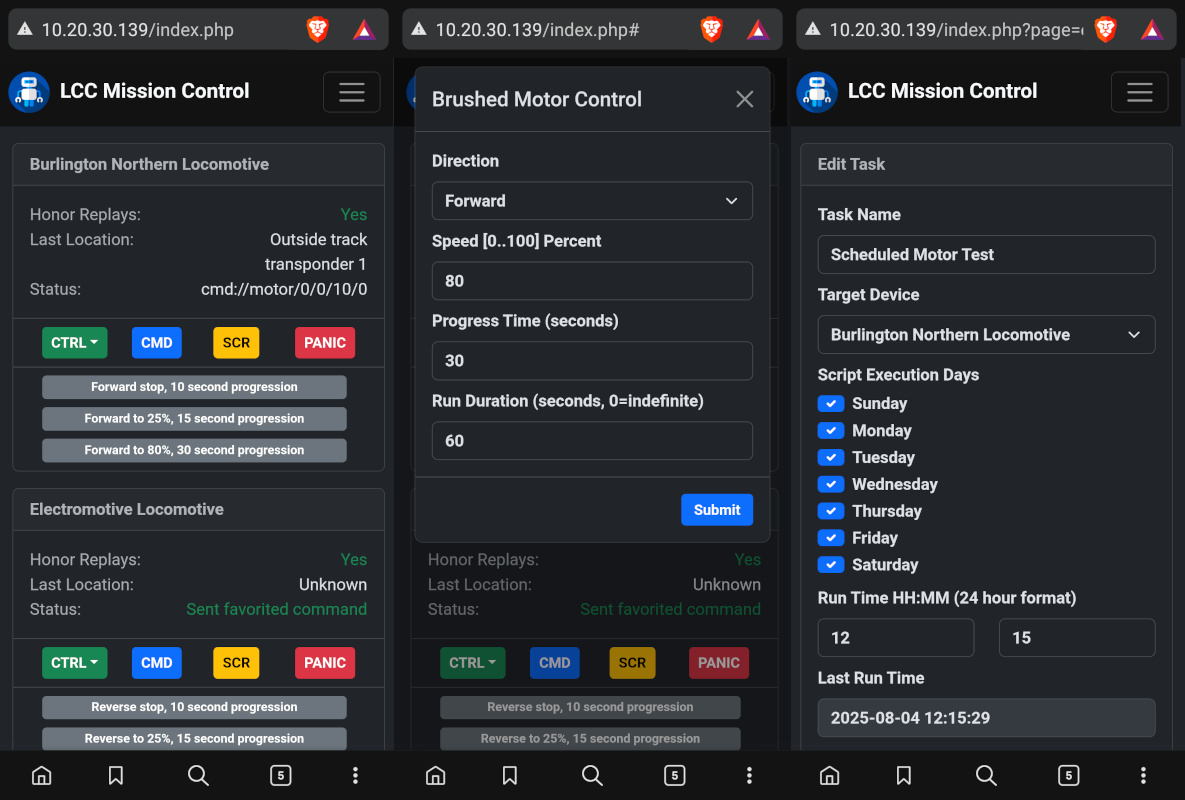 10.20.30.139/index.php
LCC Mission Control
Burlington Northern Locomotive
Honor Replays: Yes
Last Location: Outside track
transponder 1
Status: cmd://motor/0/0/10/0
CTRL CMD SCR PANIC
Forward stop, 10 second progression
Forward to 25%, 15 second progression
Forward to 80%, 30 second progression
Electromotive Locomotive
Honor Replays: Yes
Last Location: Unknown
Status: Sent favorited command
CTRL CMD SCR PANIC
Reverse stop, 10 second progression
Reverse to 25%, 15 second progression
5
10.20.30.139/index.php#
Brushed Motor Control
Direction
Forward
Speed [0..100] Percent
80
Progress Time (seconds)
30
Run Duration (seconds, 0=indefinite)
60
Submit
Honor Replays: Yes
Last Location: Unknown
Status: Sent favorited command
CTRL CMD SCR PANIC
Reverse stop, 10 second progression
Reverse to 25%, 15 second progression
5
10.20.30.139/index.php?page=
LCC Mission Control
Edit Task
Task Name
Scheduled Motor Test
Target Device
Burlington Northern Locomotive
Script Execution Days
Sunday
Monday
Tuesday
Wednesday
Thursday
Friday
Saturday
Run Time HH:MM (24 hour format)
12 15
Last Run Time
2025-08-04 12:15:29
5